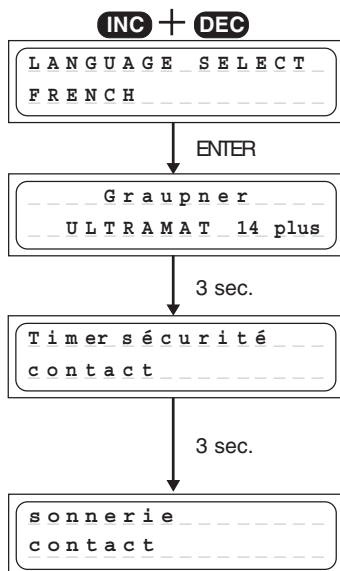 INC + DEC
LANGUAGE SELECT
FRENCH
ENTER
Graupner
ULTRAMAT 14 plus
3 sec.
Timer sécurité
contact
3 sec.
sonnerie
contact